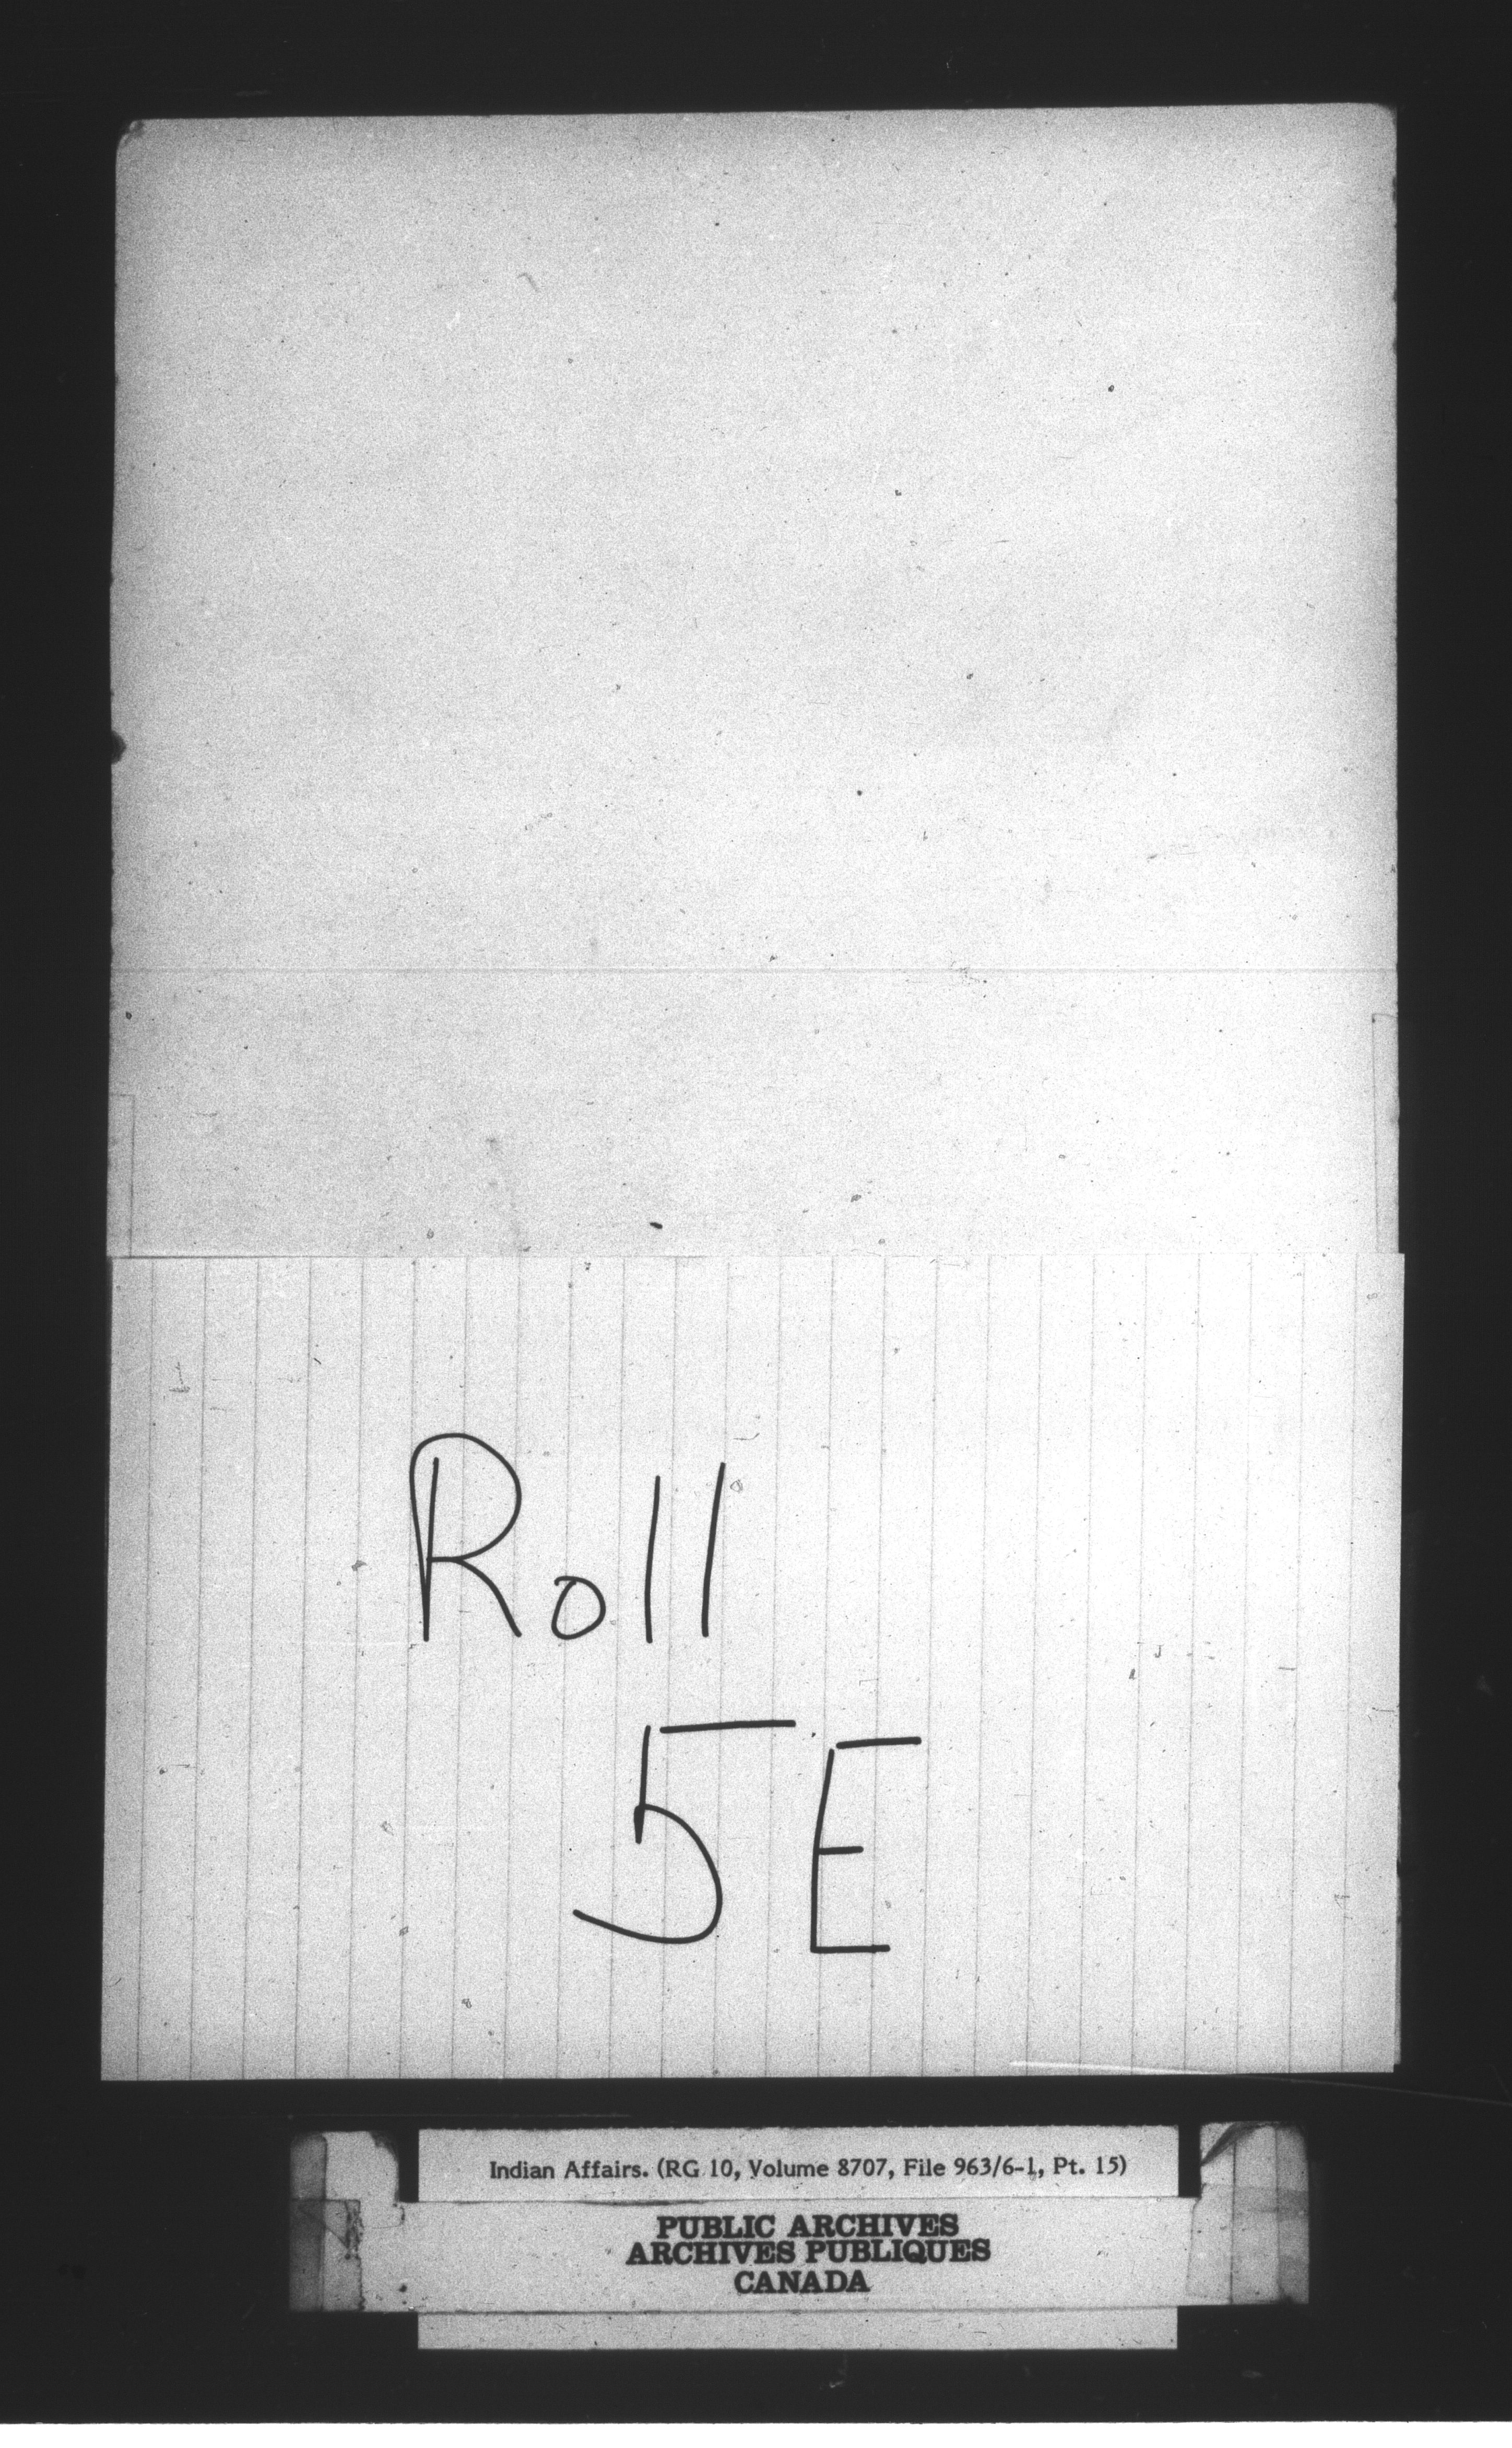 Roll
5E
Indian Affairs. (RG 10, Volume 8707, File 963/6-1, Pt. 15)
PUBLIC ARCHIVES
ARCHIVES PUBLIQUES
CANADA